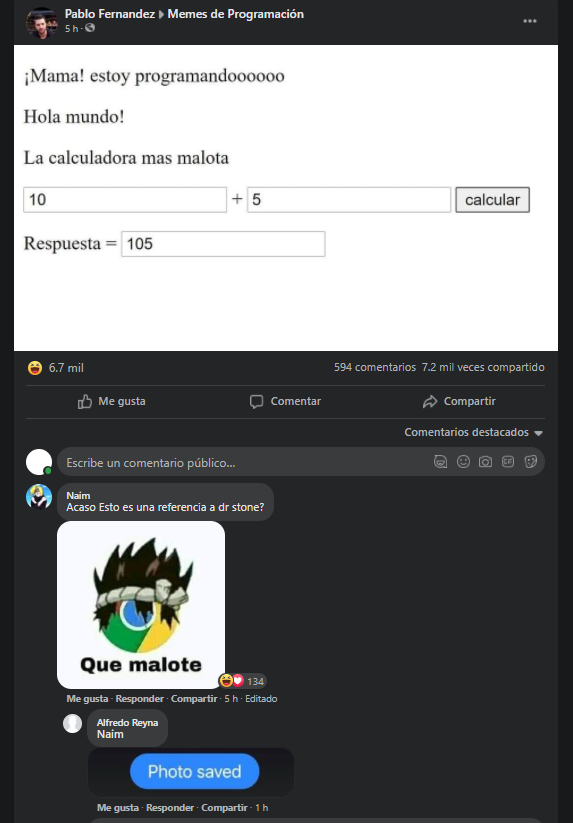 Pablo Fernandez ▸ Memes de Programación
5 h ·
¡Mama! estoy programandoooooo
Hola mundo!
La calculadora mas malota
10 + 5 calcular
Respuesta = 105
6.7 mil 594 comentarios 7.2 mil veces compartido
Me gusta Comentar Compartir
Comentarios destacados
Escribe un comentario público...
GIF
Naim
Acaso Esto es una referencia a dr stone?
Que malote
134
Me gusta · Responder · Compartir · 5 h · Editado
Alfredo Reyna
Naim
Photo saved
Me gusta · Responder · Compartir · 1 h